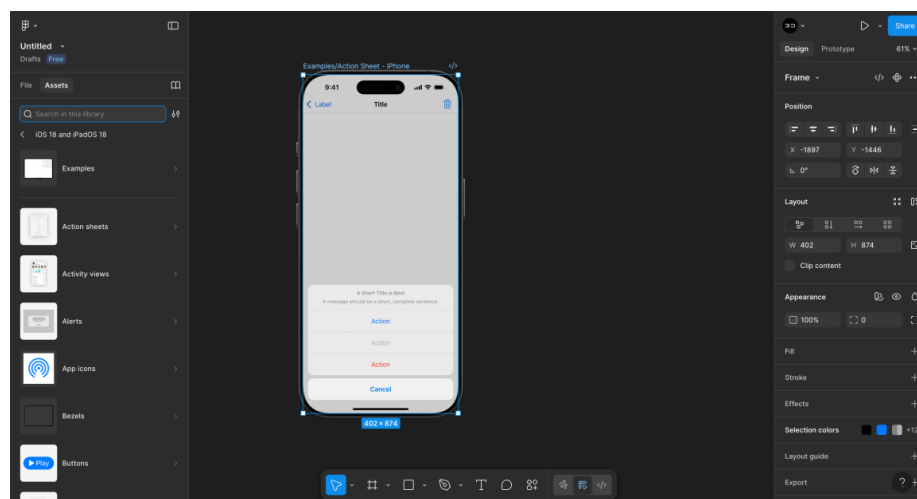 Untitled
Drafts Free
File Assets
Search in this library
iOS 18 and iPadOS 18
Examples
Action sheets
Activity views
Alerts
App icons
Bezels
Play
Buttons
Examples/Action Sheet - iPhone
9:41
Label Title
A Short Title is Best
A message should be a short, complete sentence.
Action
Action
Action
Cancel
402 × 874
Share
Design Prototype 61%
Frame
Position
X -1897 Y -1446
0°
Layout
W 402 H 874
Clip content
Appearance
100% 0
Fill
Stroke
Effects
Selection colors +12
Layout guide
Export
?